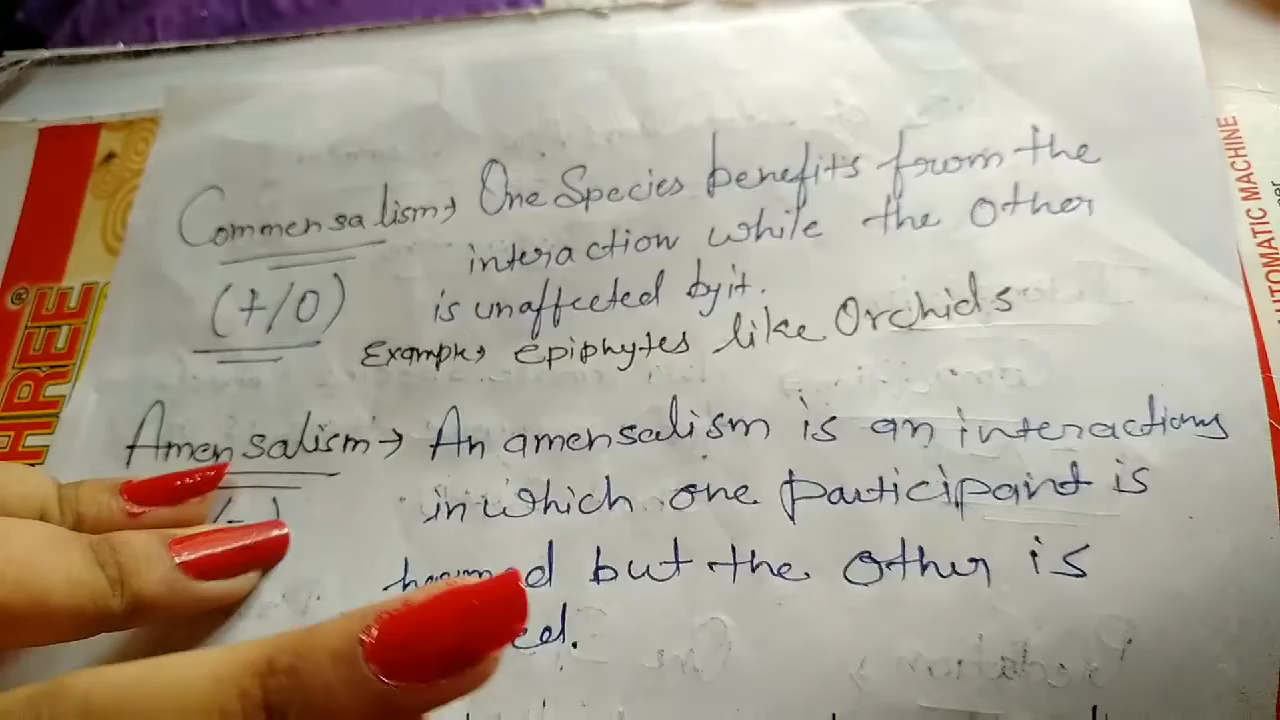 Commensalism → One Species benefits from the
interaction while the Other
(+/0) is unaffected by it.
Example → epiphytes like Orchids
Amensalism → An amensalism is an interactions
in which one participant is
but the Other is
HREE
AUTOMATIC MACHINE